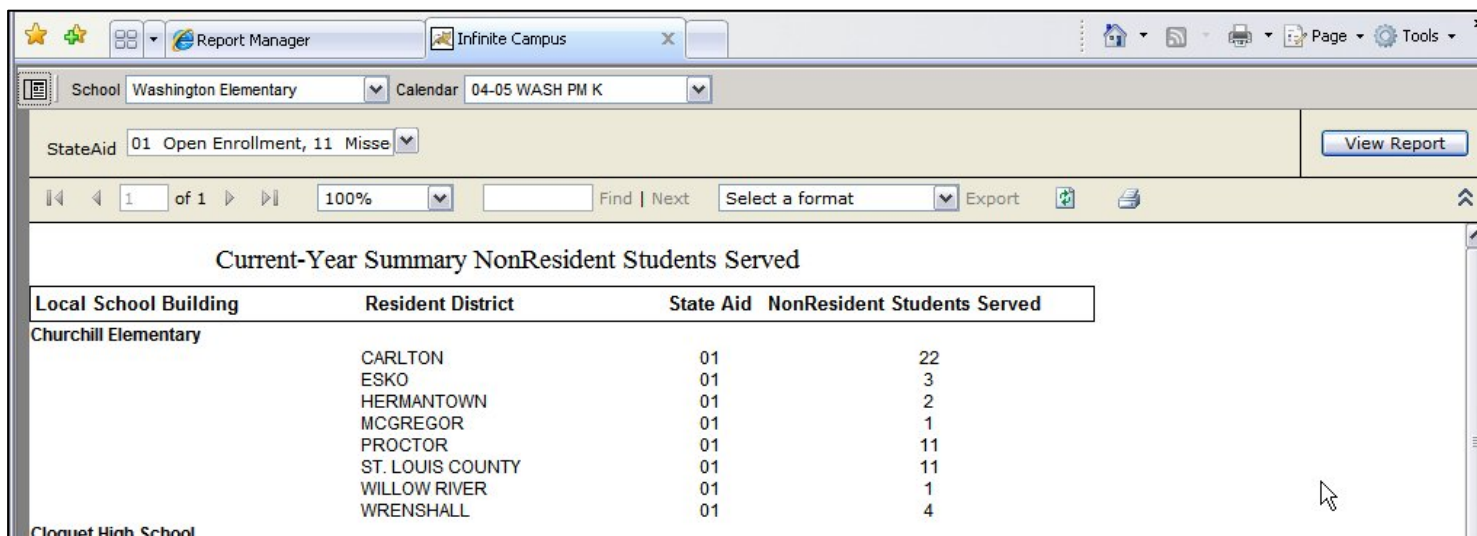 Report Manager Infinite Campus Page Tools
School Washington Elementary Calendar 04-05 WASH PM K
StateAid 01 Open Enrollment, 11 Misse View Report
1 of 1 100% Find | Next Select a format Export
Current-Year Summary NonResident Students Served
Local School Building Resident District State Aid NonResident Students Served
Churchill Elementary
CARLTON 01 22
ESKO 01 3
HERMANTOWN 01 2
MCGREGOR 01 1
PROCTOR 01 11
ST. LOUIS COUNTY 01 11
WILLOW RIVER 01 1
WRENSHALL 01 4
Cloquet High School